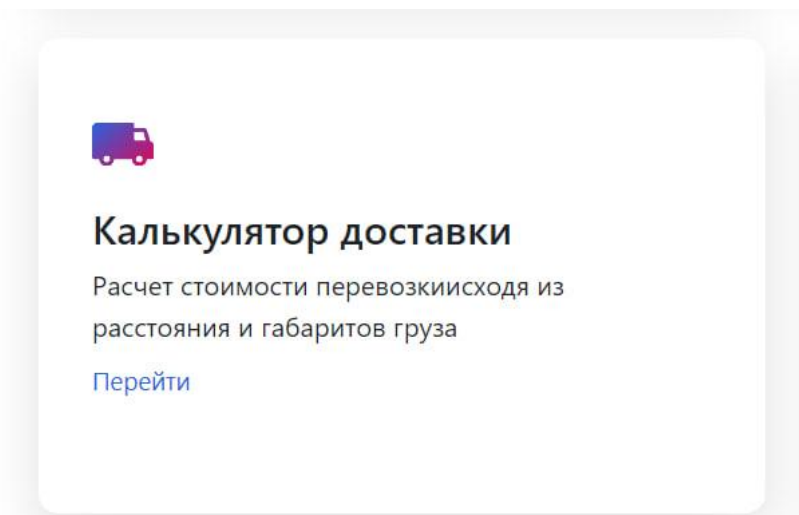 Калькулятор доставки
Расчет стоимости перевозкиисходя из
расстояния и габаритов груза
Перейти